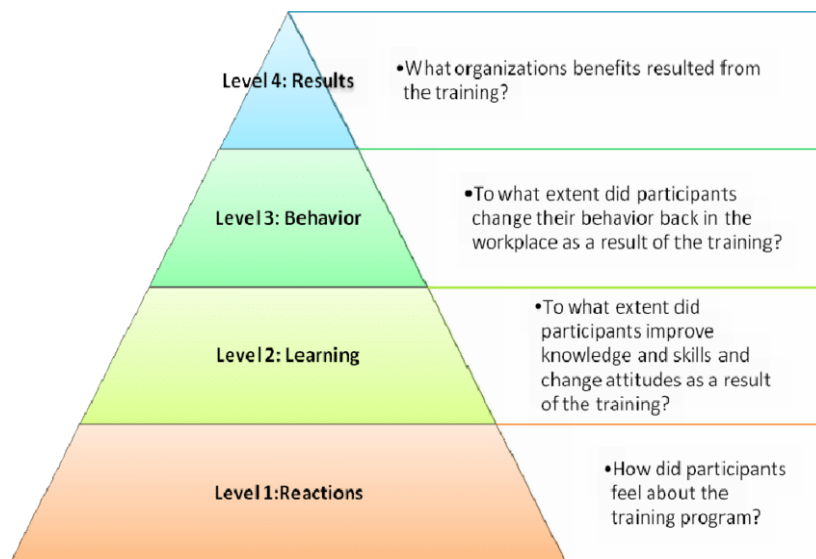 Level 4: Results
•What organizations benefits resulted from
the training?
Level 3: Behavior
•To what extent did participants
change their behavior back in the
workplace as a result of the training?
Level 2: Learning
•To what extent did
participants improve
knowledge and skills and
change attitudes as a result
of the training?
Level 1:Reactions
•How did participants
feel about the
training program?